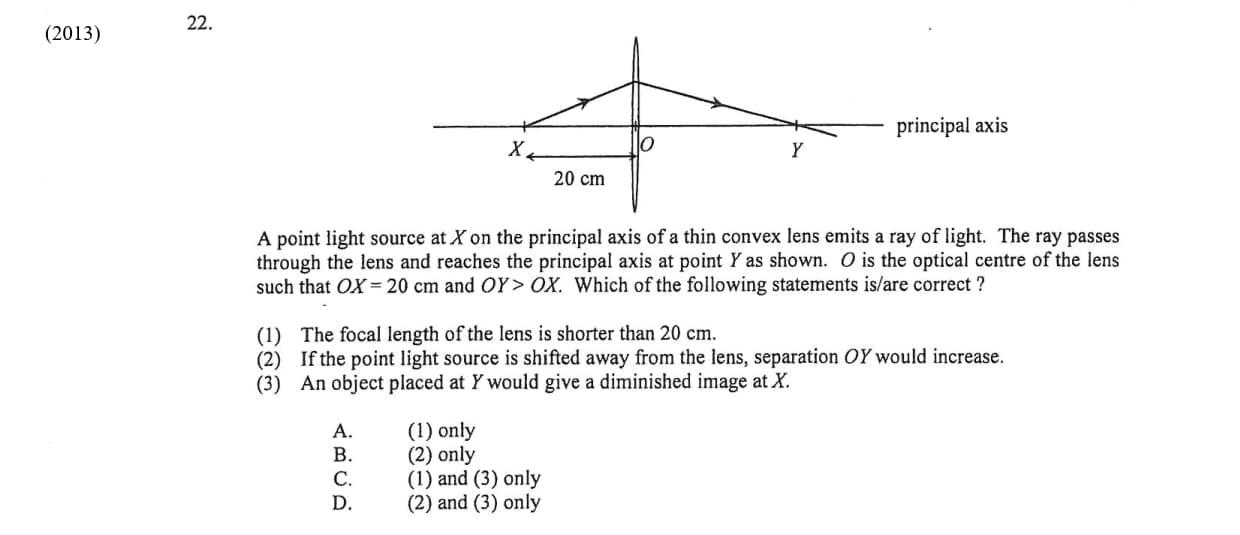 (2013)
22.
principal axis
X
O
Y
20 cm
A point light source at X on the principal axis of a thin convex lens emits a ray of light. The ray passes
through the lens and reaches the principal axis at point Y as shown. O is the optical centre of the lens
such that OX = 20 cm and OY > OX. Which of the following statements is/are correct ?
(1) The focal length of the lens is shorter than 20 cm.
(2) If the point light source is shifted away from the lens, separation OY would increase.
(3) An object placed at Y would give a diminished image at X.
A. (1) only
B. (2) only
C. (1) and (3) only
D. (2) and (3) only